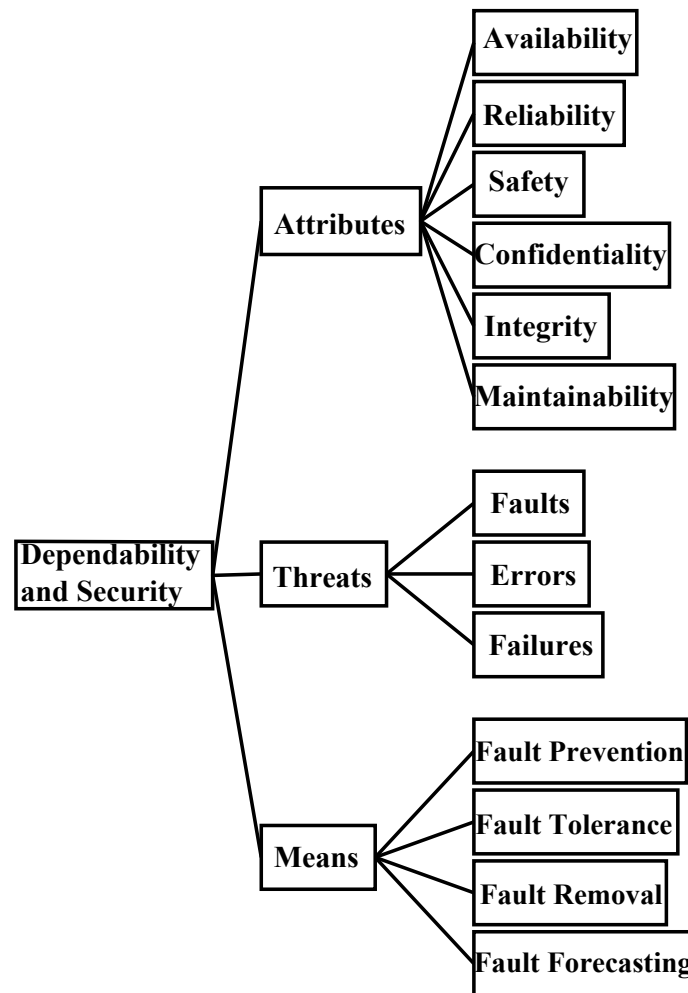 Availability
Reliability
Safety
Attributes
Confidentiality
Integrity
Maintainability
Faults
Dependability
and Security
Threats
Errors
Failures
Fault Prevention
Fault Tolerance
Means
Fault Removal
Fault Forecasting